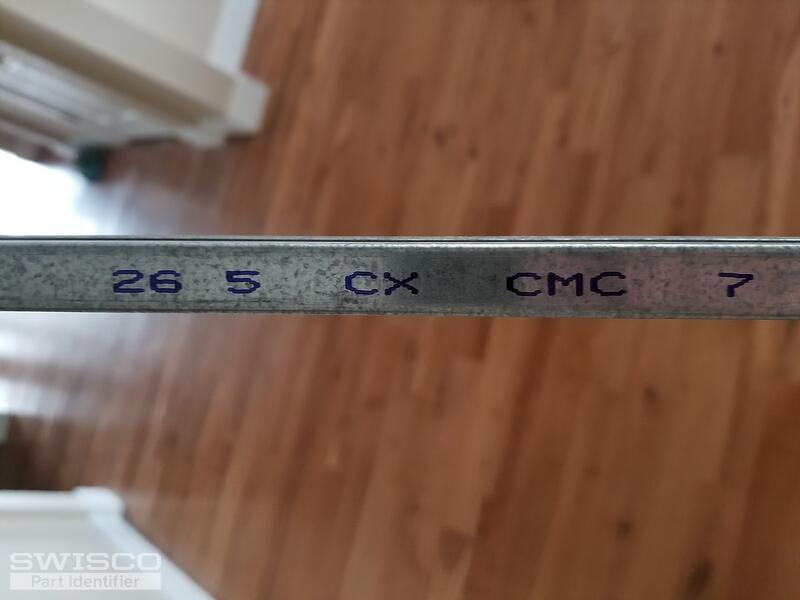 26 5 CX CMC 7
SWISCO
Part Identifier